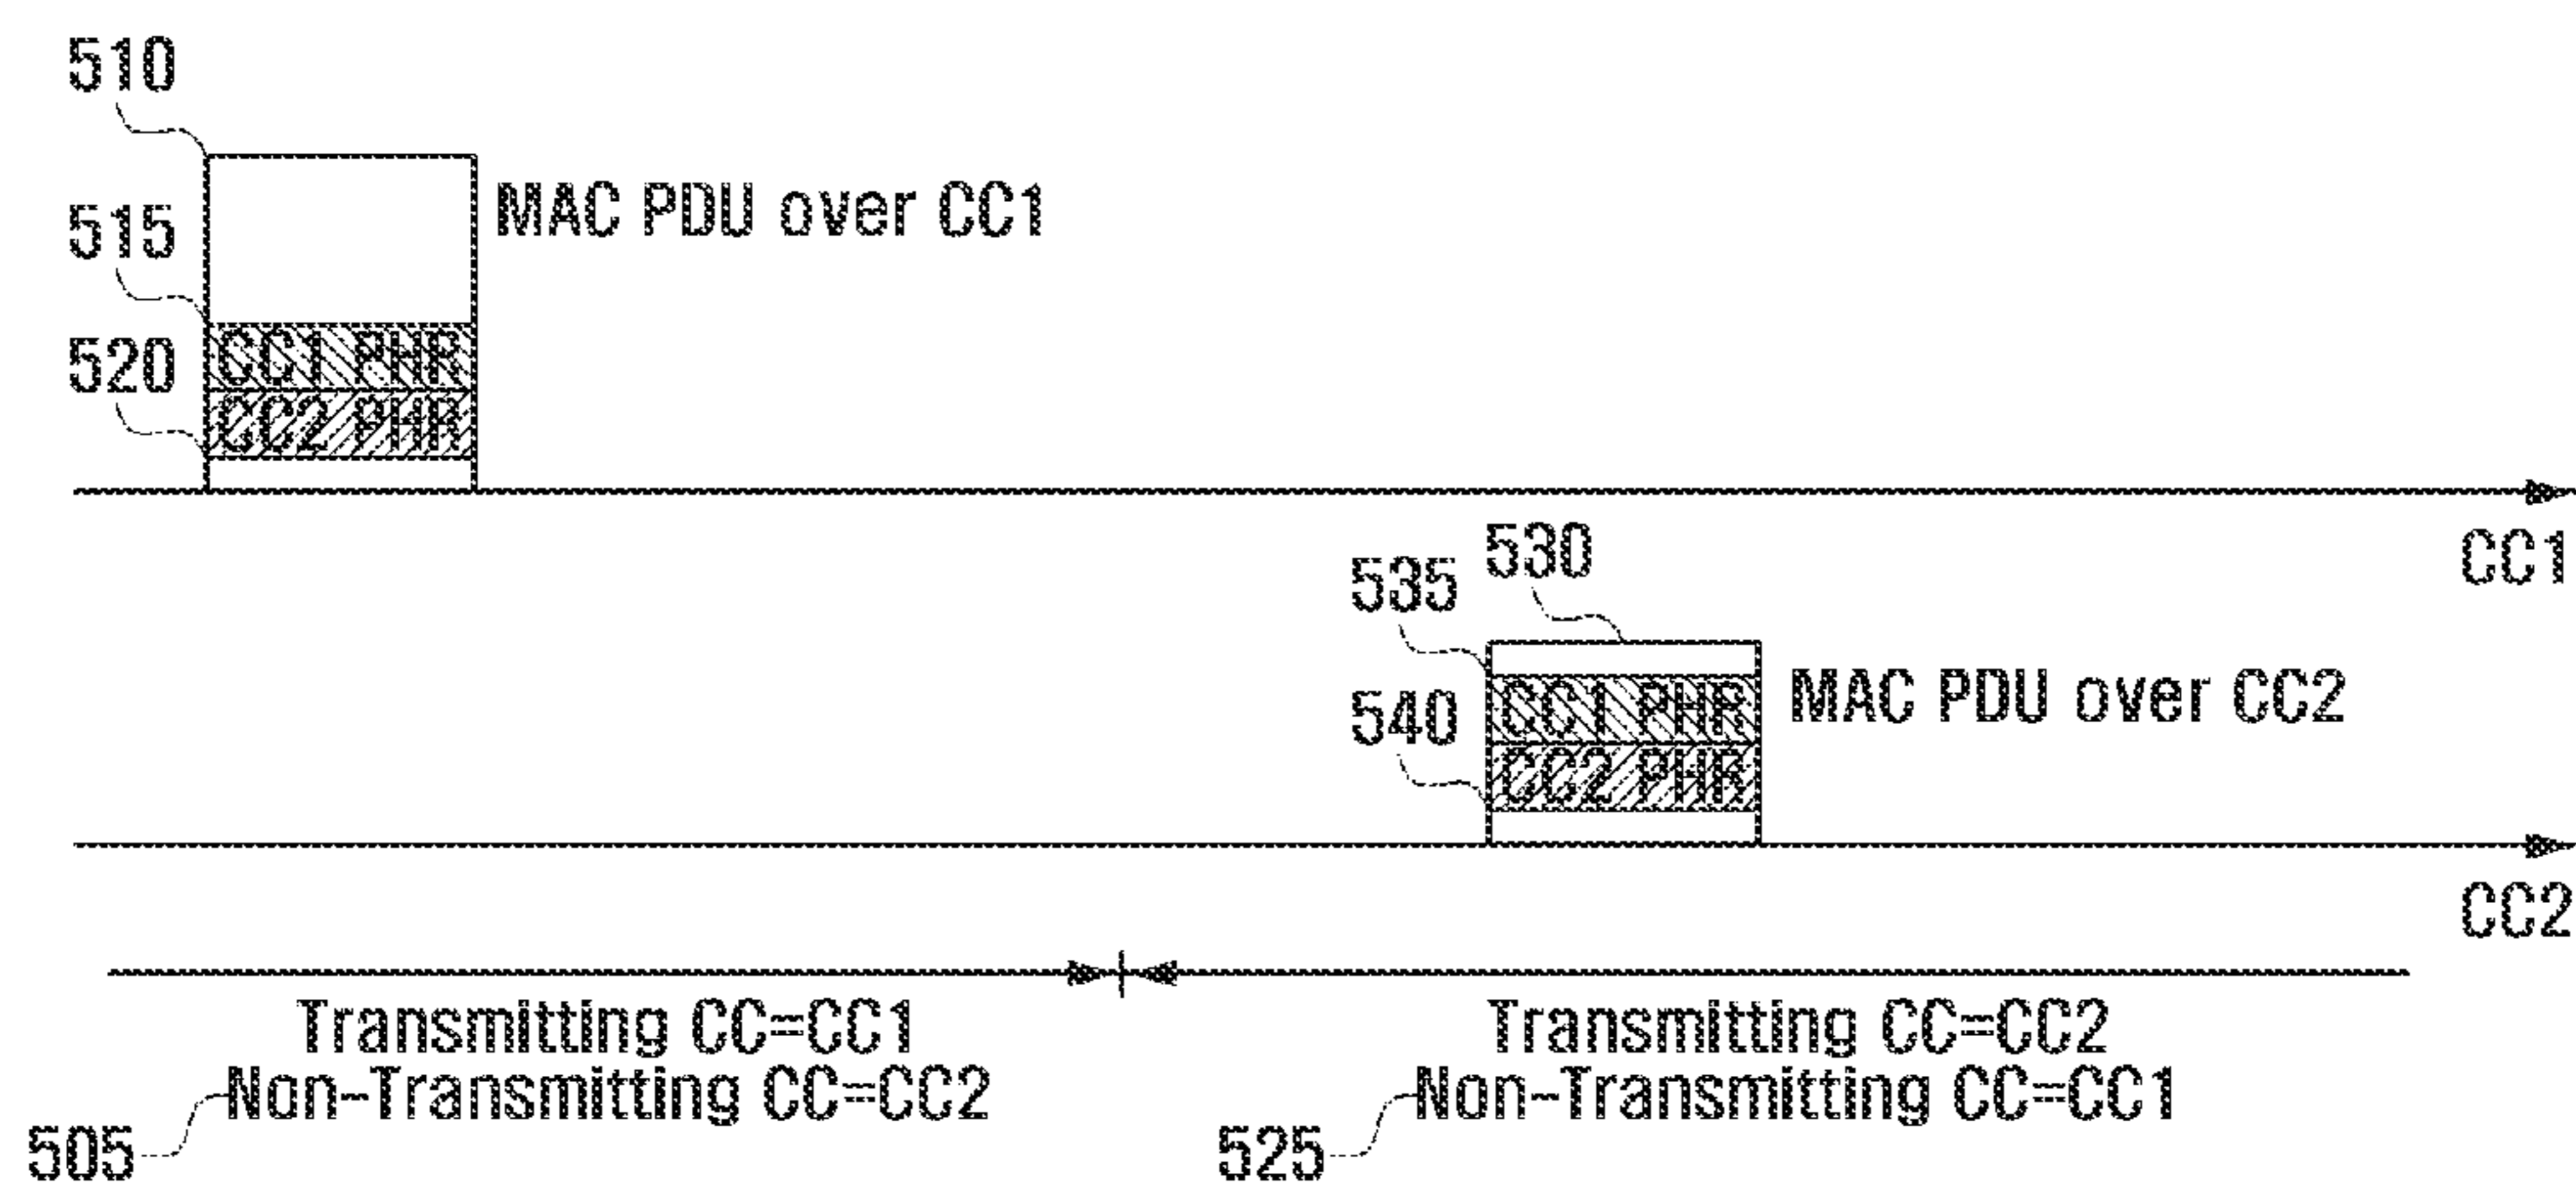 510
MAC PDU over CC1
515
CC1 PHR
520
CC2 PHR
CC1
530
535
CC1 PHR
MAC PDU over CC2
540
CC2 PHR
CC2
Transmitting CC=CC1
Non-Transmitting CC=CC2
505
Transmitting CC=CC2
Non-Transmitting CC=CC1
525